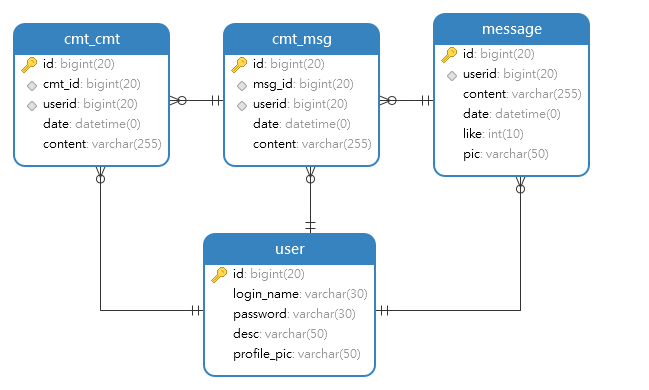 cmt_cmt
id: bigint(20)
cmt_id: bigint(20)
userid: bigint(20)
date: datetime(0)
content: varchar(255)
cmt_msg
id: bigint(20)
msg_id: bigint(20)
userid: bigint(20)
date: datetime(0)
content: varchar(255)
message
id: bigint(20)
userid: bigint(20)
content: varchar(255)
date: datetime(0)
like: int(10)
pic: varchar(50)
user
id: bigint(20)
login_name: varchar(30)
password: varchar(30)
desc: varchar(50)
profile_pic: varchar(50)